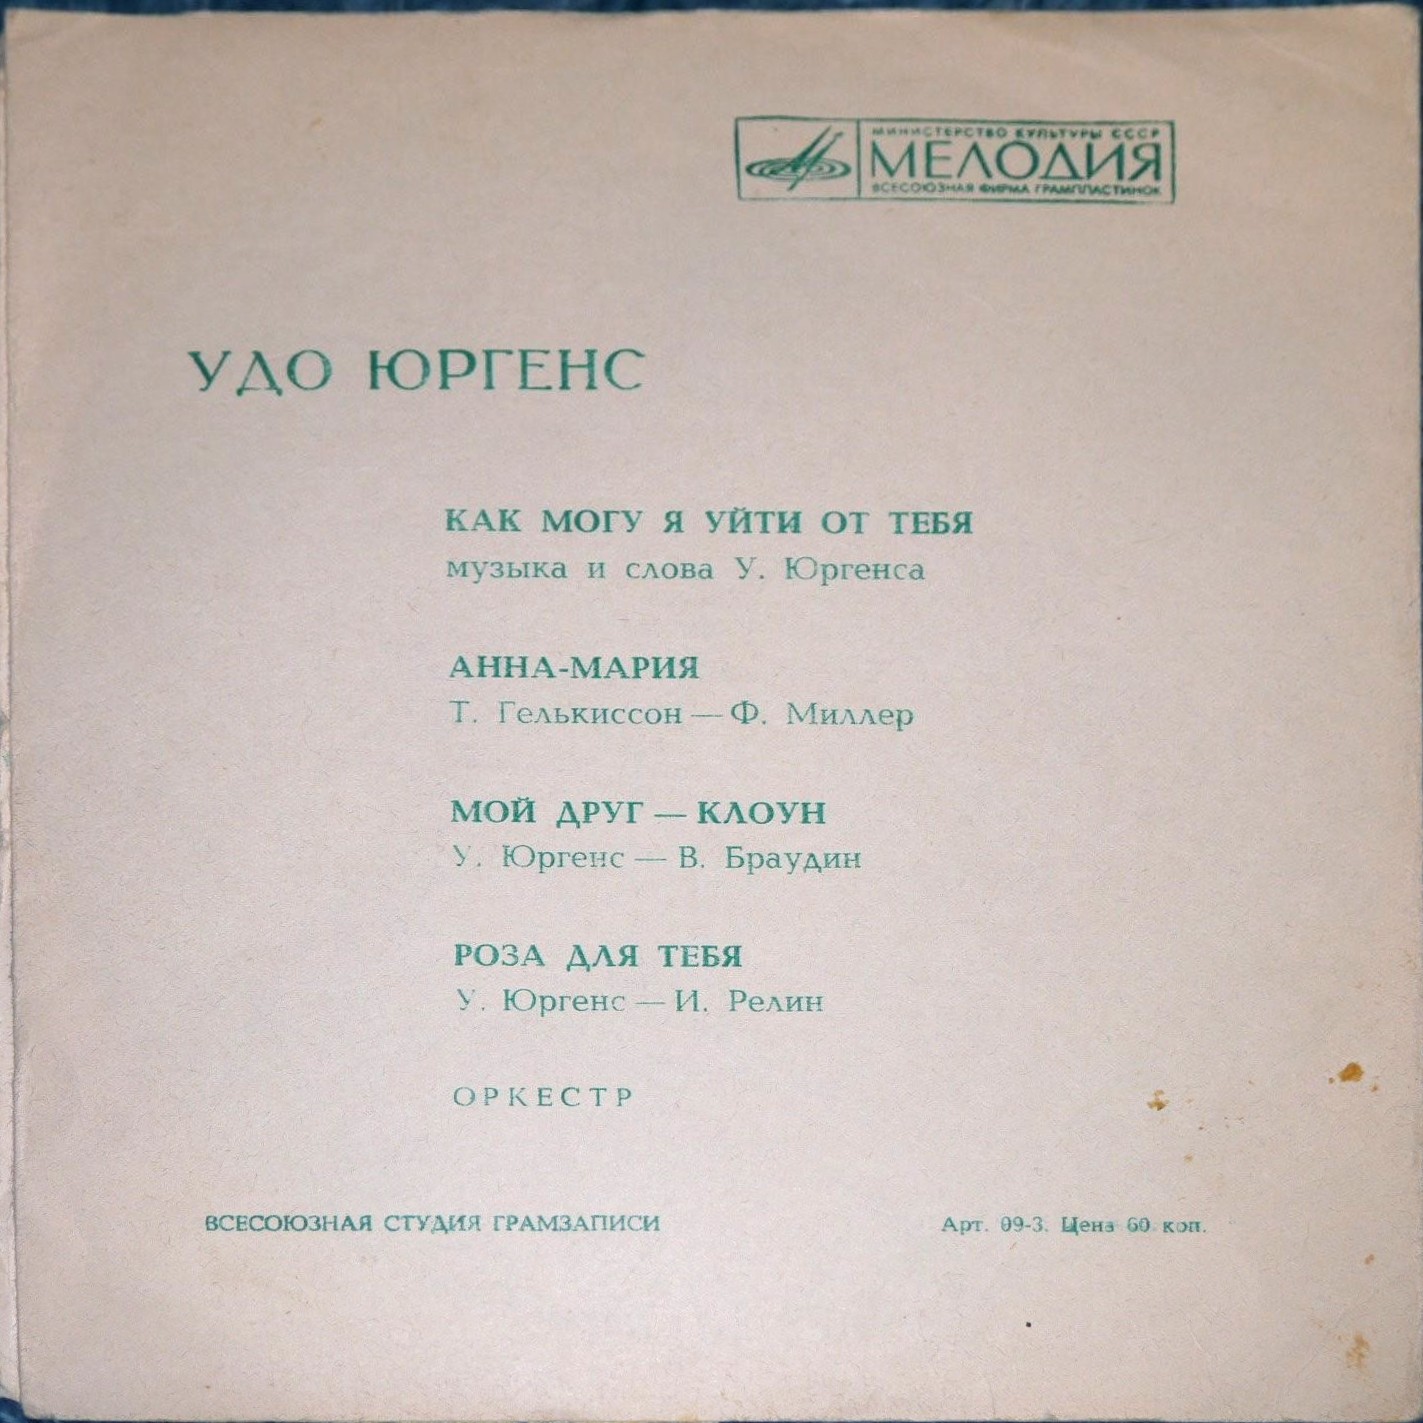 МИНИСТЕРСТВО КУЛЬТУРЫ СССР
МЕЛОДИЯ
ВСЕСОЮЗНАЯ ФИРМА ГРАМПЛАСТИНОК
УДО ЮРГЕНС
КАК МОГУ Я УЙТИ ОТ ТЕБЯ
музыка и слова У. Юргенса
АННА-МАРИЯ
Т. Гелькиссон — Ф. Миллер
МОЙ ДРУГ — КЛОУН
У. Юргенс — В. Браудин
РОЗА ДЛЯ ТЕБЯ
У. Юргенс — И. Релин
ОРКЕСТР
ВСЕСОЮЗНАЯ СТУДИЯ ГРАМЗАПИСИ
Арт. 09-3. Цена 60 коп.